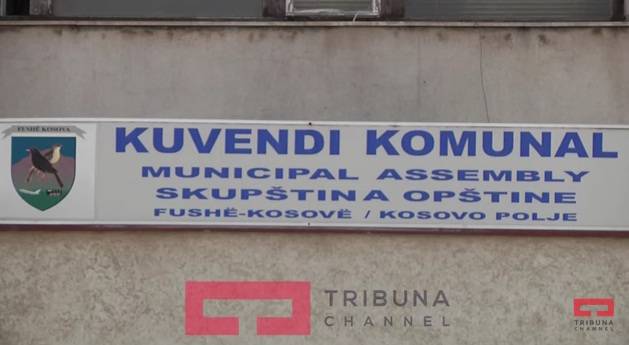 FUSHË KOSOVA
KUVENDI KOMUNAL
MUNICIPAL ASSEMBLY
SKUPŠTINA OPŠTINE
FUSHË-KOSOVË / KOSOVO POLJE
TRIBUNA
CHANNEL
TRIBUNA
CHANNEL